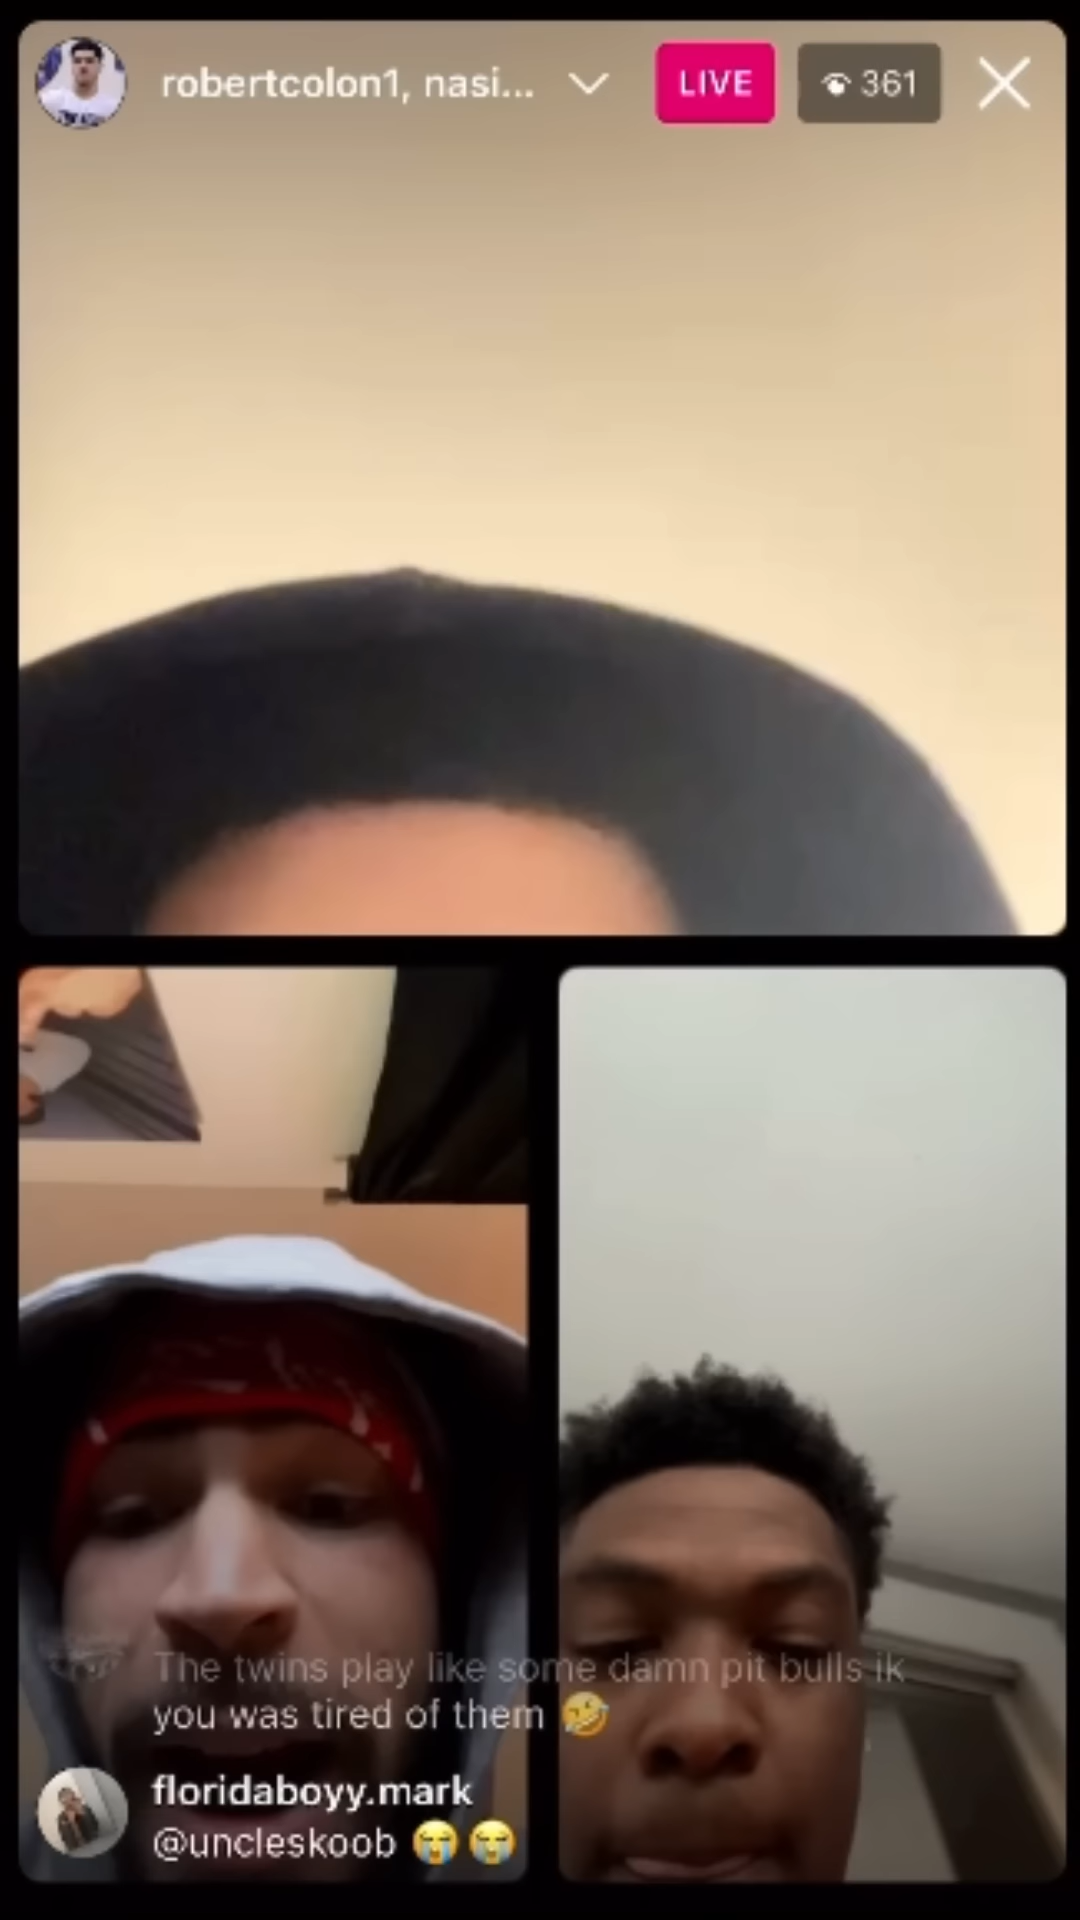 robertcolon1, nasi...
LIVE
361
The twins play like some damn pit bulls ik
you was tired of them 🤣
floridaboyy.mark
@uncleskoob 😭😭